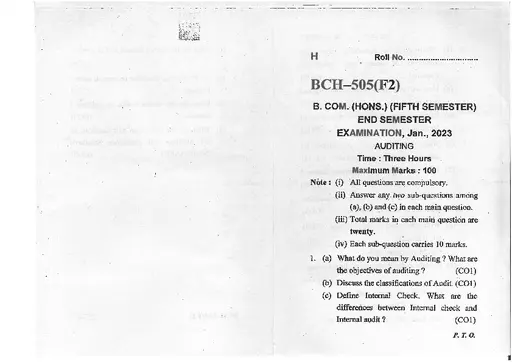 H Roll No. ..............................
BCH–505(F2)
B. COM. (HONS.) (FIFTH SEMESTER)
END SEMESTER
EXAMINATION, Jan., 2023
AUDITING
Time : Three Hours
Maximum Marks : 100
Note : (i) All questions are compulsory.
(ii) Answer any two sub-questions among
(a), (b) and (c) in each main question.
(iii) Total marks in each main question are
twenty.
(iv) Each sub-question carries 10 marks.
1. (a) What do you mean by Auditing ? What are
the objectives of auditing ? (CO1)
(b) Discuss the classifications of Audit. (CO1)
(c) Define Internal Check. What are the
differences between Internal check and
Internal audit ? (CO1)
P. T. O.